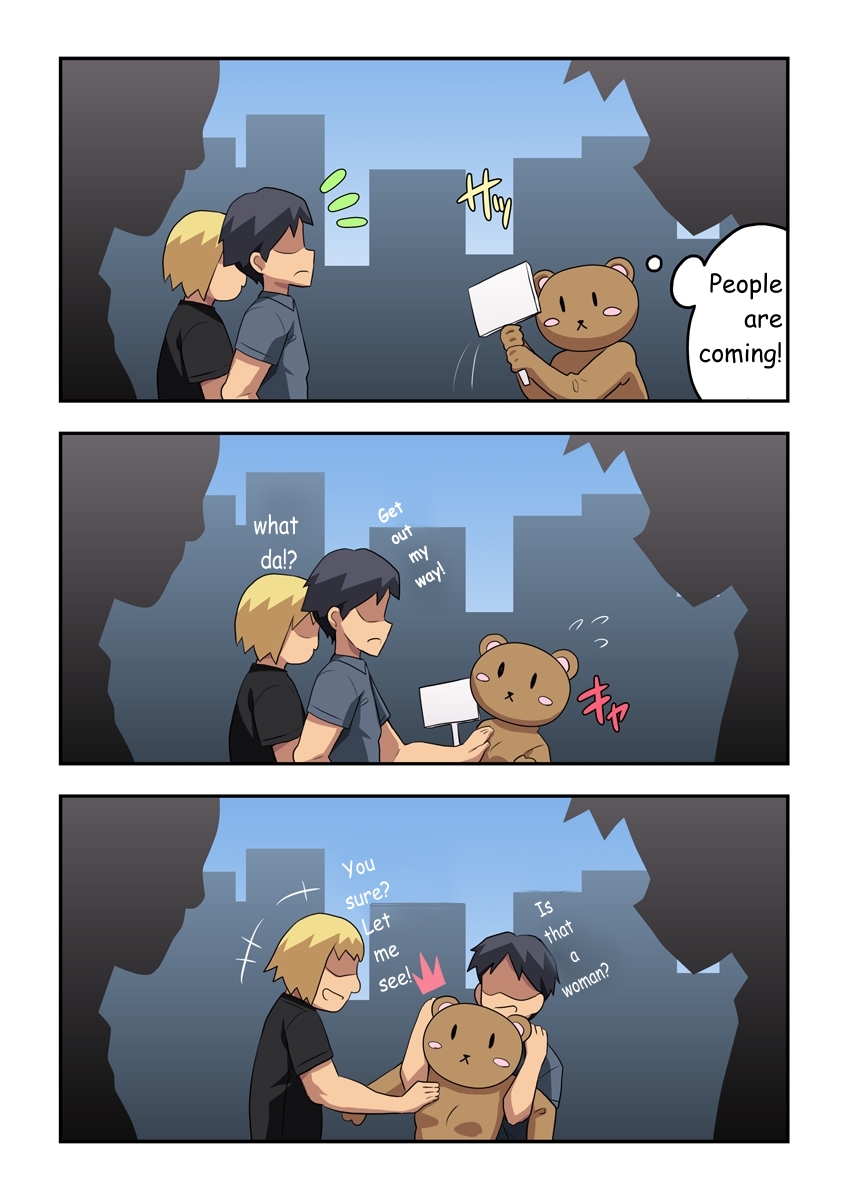 サッ
People
are
coming!
what
da!?
Get
out
my
way!
キャ
You
sure?
Let
me
see!
Is
that
a
woman?